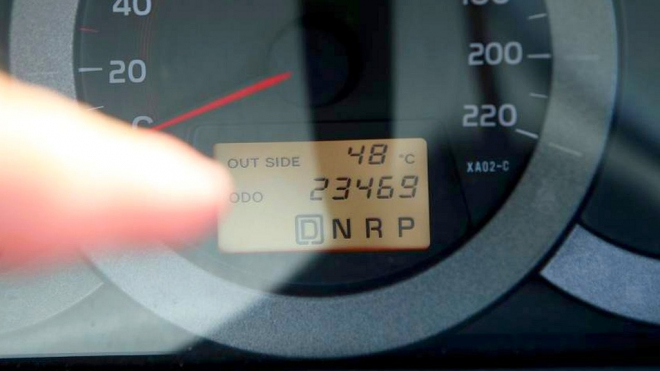 40
20
200
220
XA02-C
OUT SIDE 48 °C
ODO 23469
D N R P